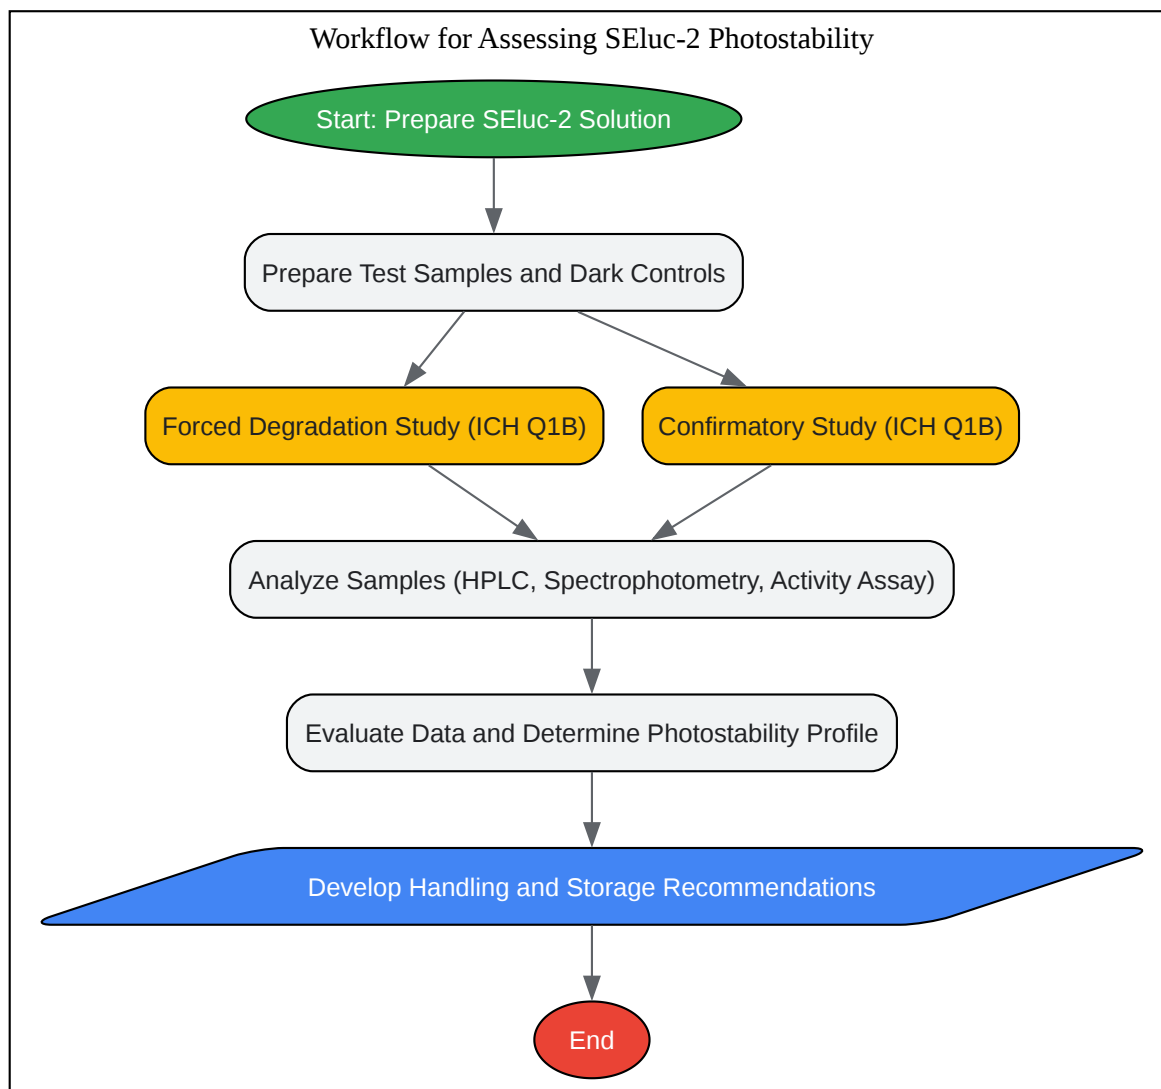 Workflow for Assessing SEluc-2 Photostability
Start: Prepare SEluc-2 Solution
Prepare Test Samples and Dark Controls
Forced Degradation Study (ICH Q1B)
Confirmatory Study (ICH Q1B)
Analyze Samples (HPLC, Spectrophotometry, Activity Assay)
Evaluate Data and Determine Photostability Profile
Develop Handling and Storage Recommendations
End